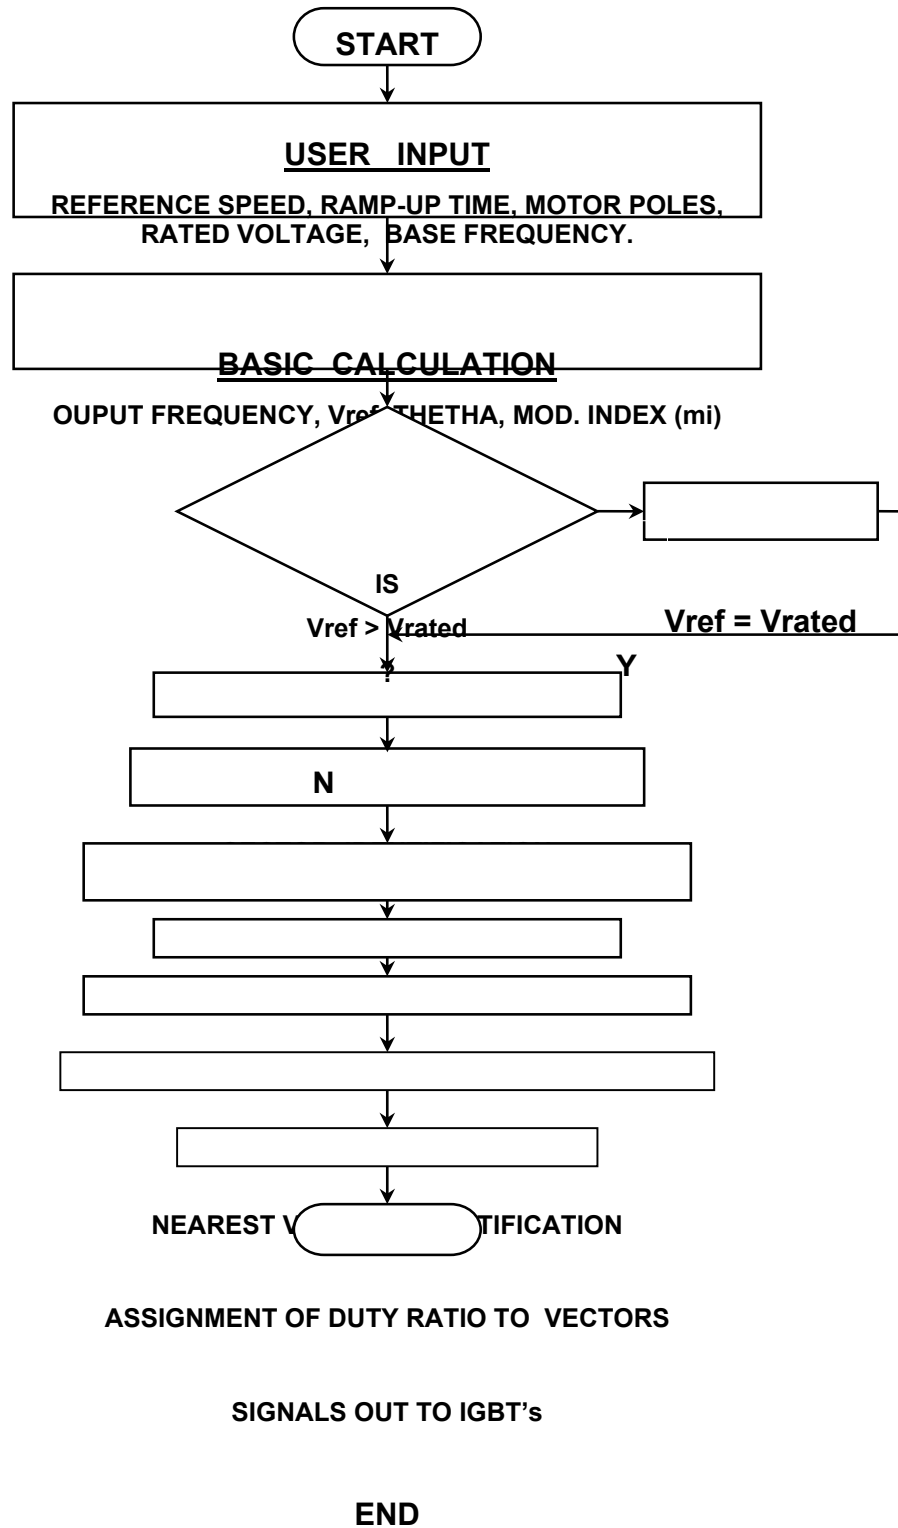 START
USER INPUT
REFERENCE SPEED, RAMP-UP TIME, MOTOR POLES,
RATED VOLTAGE, BASE FREQUENCY.
BASIC CALCULATION
OUPUT FREQUENCY, Vref, THETHA, MOD. INDEX (mi)
IS
Vref > Vrated
?
Vref = Vrated
Y
N
NEAREST
ASSIGNMENT OF DUTY RATIO TO VECTORS
SIGNALS OUT TO IGBT's
END